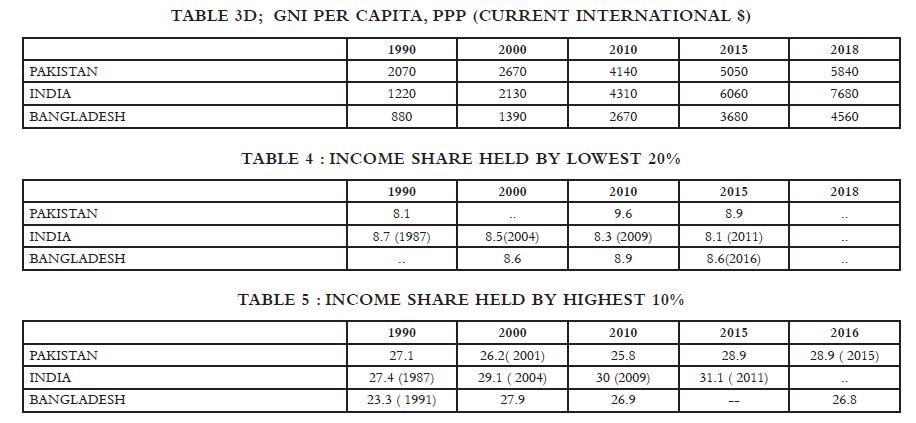 TABLE 3D; GNI PER CAPITA, PPP (CURRENT INTERNATIONAL $)
1990 2000 2010 2015 2018
PAKISTAN 2070 2670 4140 5050 5840
INDIA 1220 2130 4310 6060 7680
BANGLADESH 880 1390 2670 3680 4560
TABLE 4 : INCOME SHARE HELD BY LOWEST 20%
1990 2000 2010 2015 2018
PAKISTAN 8.1 .. 9.6 8.9 ..
INDIA 8.7 (1987) 8.5(2004) 8.3 (2009) 8.1 (2011) ..
BANGLADESH .. 8.6 8.9 8.6(2016) ..
TABLE 5 : INCOME SHARE HELD BY HIGHEST 10%
1990 2000 2010 2015 2016
PAKISTAN 27.1 26.2( 2001) 25.8 28.9 28.9 ( 2015)
INDIA 27.4 (1987) 29.1 ( 2004) 30 (2009) 31.1 ( 2011) ..
BANGLADESH 23.3 ( 1991) 27.9 26.9 -- 26.8